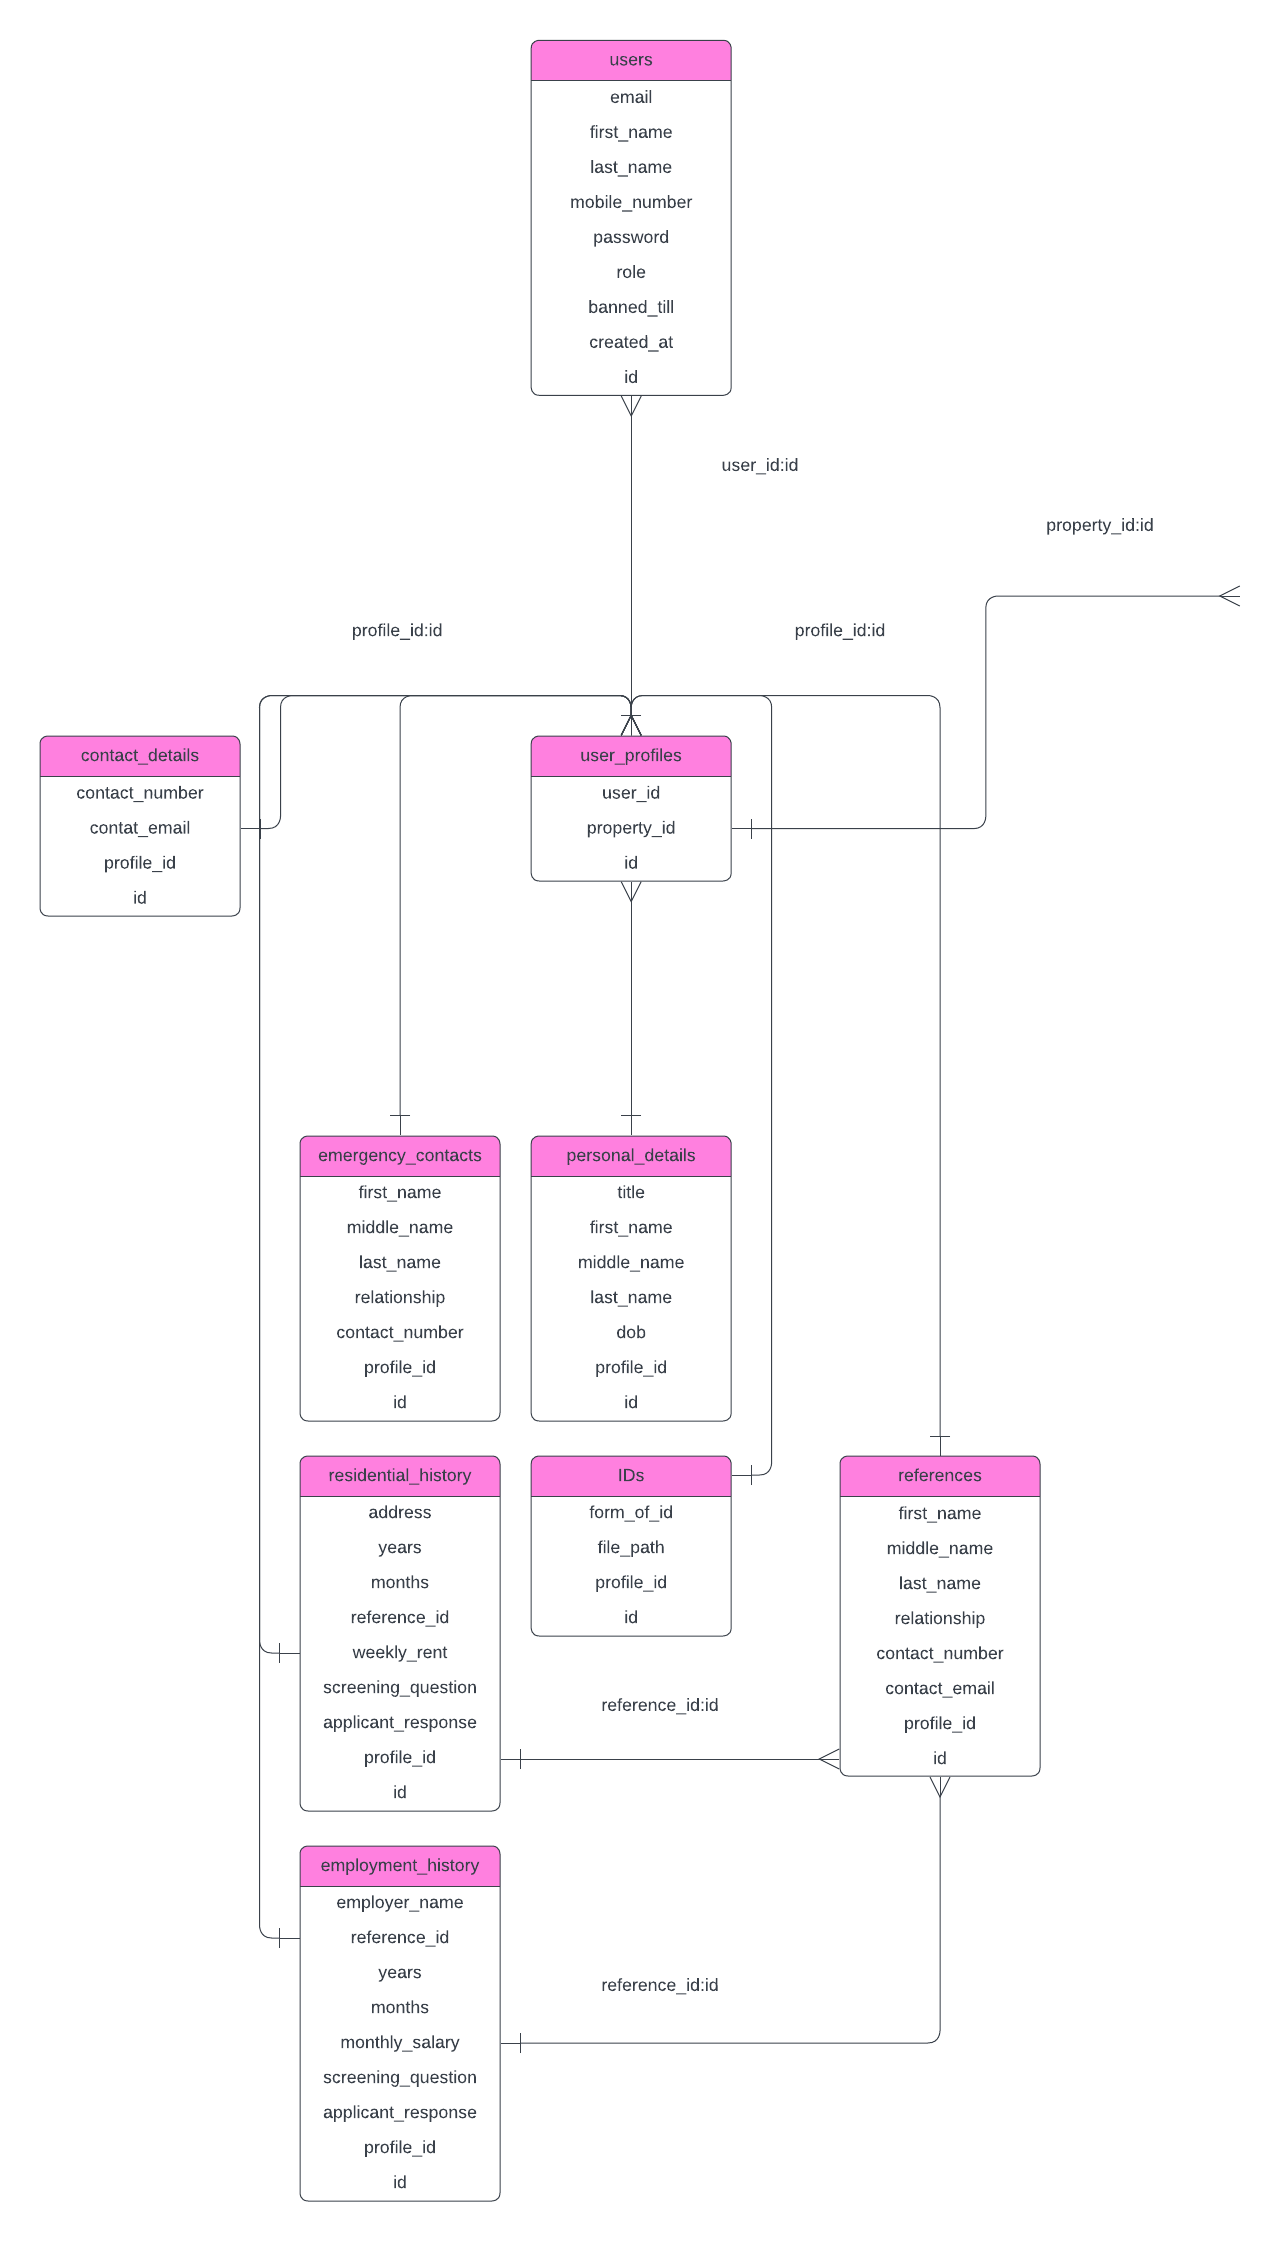 users
email
first_name
last_name
mobile_number
password
role
banned_till
created_at
id
user_id:id
property_id:id
profile_id:id
profile_id:id
contact_details
contact_number
contat_email
profile_id
id
user_profiles
user_id
property_id
id
emergency_contacts
first_name
middle_name
last_name
relationship
contact_number
profile_id
id
personal_details
title
first_name
middle_name
last_name
dob
profile_id
id
residential_history
address
years
months
reference_id
weekly_rent
screening_question
applicant_response
profile_id
id
IDs
form_of_id
file_path
profile_id
id
references
first_name
middle_name
last_name
relationship
contact_number
contact_email
profile_id
id
reference_id:id
employment_history
employer_name
reference_id
years
months
monthly_salary
screening_question
applicant_response
profile_id
id
reference_id:id